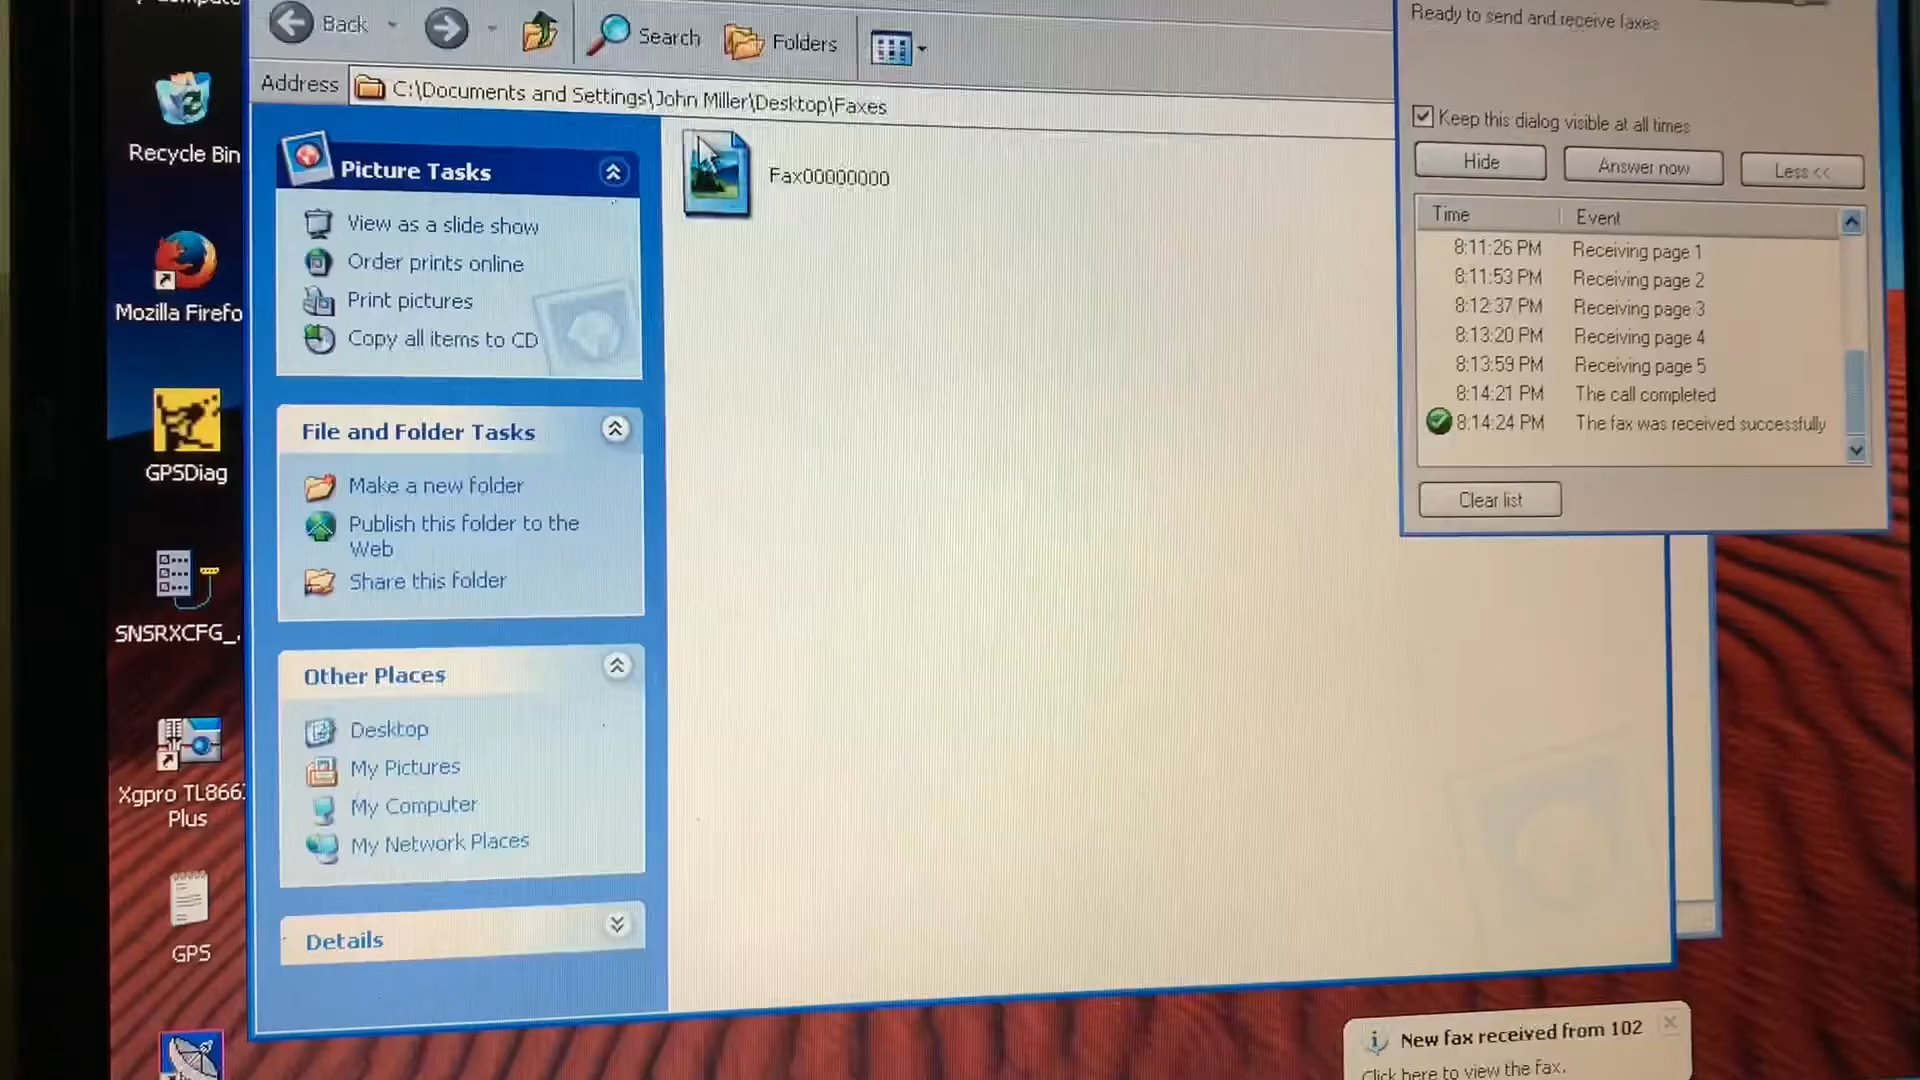 Back
Search
Folders
Address
C:\Documents and Settings\John Miller\Desktop\Faxes
Recycle Bin
Mozilla Firefo
GPSDiag
SNSRXCFG_.
Xgpro TL866
Plus
GPS
Picture Tasks
View as a slide show
Order prints online
Print pictures
Copy all items to CD
File and Folder Tasks
Make a new folder
Publish this folder to the
Web
Share this folder
Other Places
Desktop
My Pictures
My Computer
My Network Places
Details
Fax00000000
Ready to send and receive faxes
Keep this dialog visible at all times
Hide
Answer now
Less <<
Time Event
8:11:26 PM Receiving page 1
8:11:53 PM Receiving page 2
8:12:37 PM Receiving page 3
8:13:20 PM Receiving page 4
8:13:59 PM Receiving page 5
8:14:21 PM The call completed
8:14:24 PM The fax was received successfully
Clear list
New fax received from 102
Click here to view the fax.